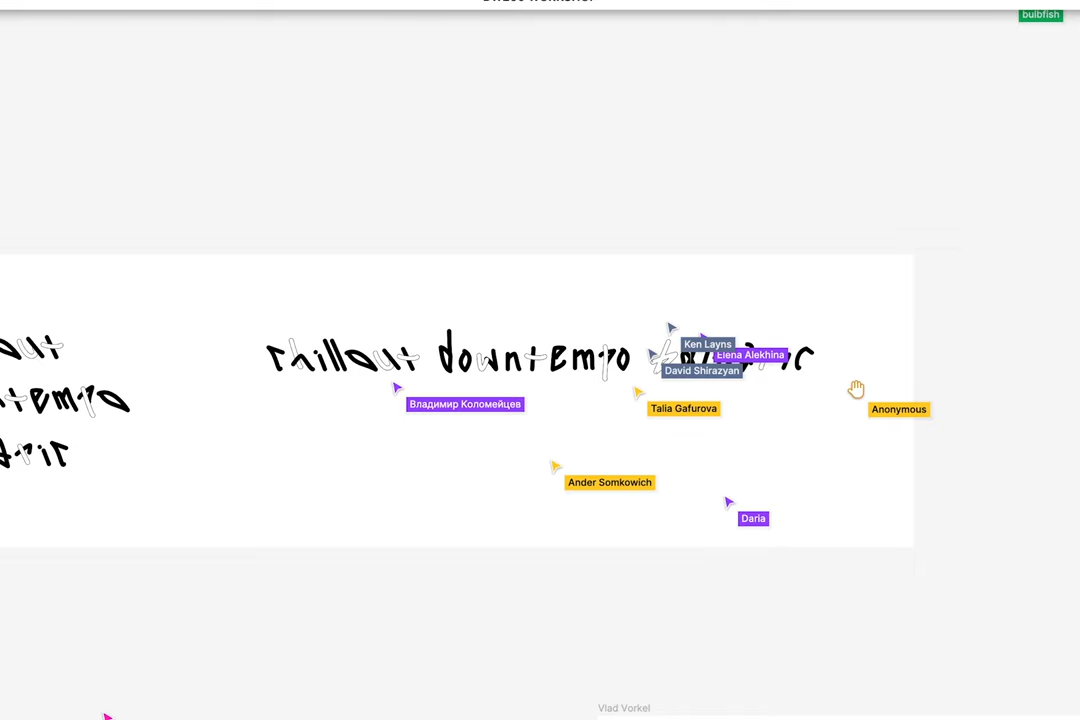 bulbfish
out
chillout downtempo
Ken Layns
Elena Alekhina
David Shirazyan
tempo
Владимир Коломейцев
Talia Gafurova
Anonymous
Ander Somkowich
Daria
Vlad Vorkel